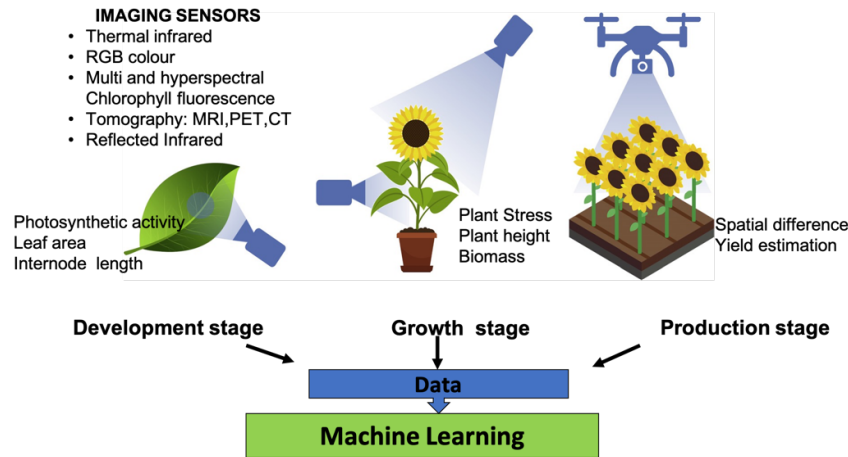 IMAGING SENSORS
• Thermal infrared
• RGB colour
• Multi and hyperspectral
Chlorophyll fluorescence
• Tomography: MRI,PET,CT
• Reflected Infrared
Photosynthetic activity
Leaf area
Internode length
Plant Stress
Plant height
Biomass
Spatial difference
Yield estimation
Development stage
Growth stage
Production stage
Data
Machine Learning